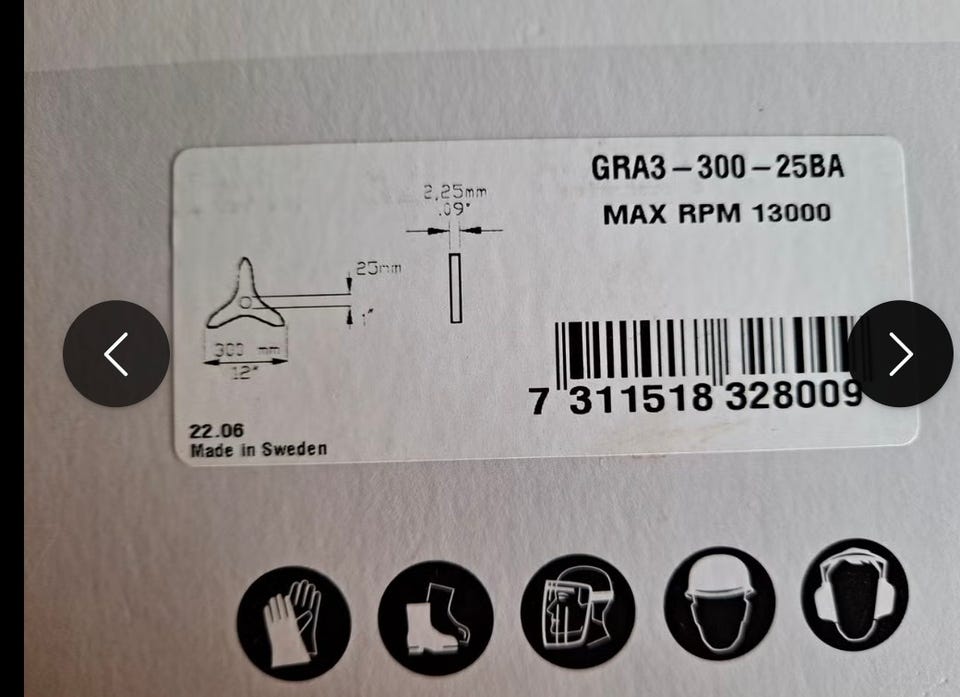 GRA3-300-25BA
MAX RPM 13000
2,25mm
.09"
25mm
1"
300 mm
12"
7 311518 328009
22.06
Made in Sweden